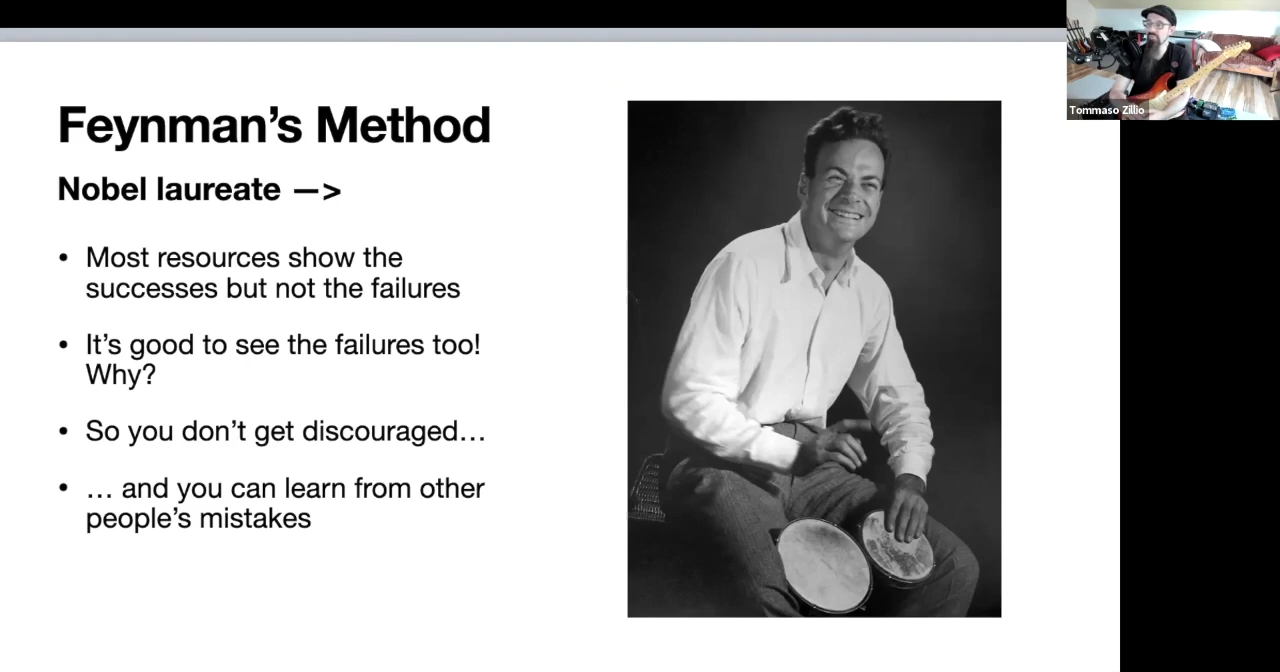 Feynman’s Method
Nobel laureate —>
• Most resources show the
successes but not the failures
• It’s good to see the failures too!
Why?
• So you don’t get discouraged…
• … and you can learn from other
people’s mistakes
Tommaso Zillio